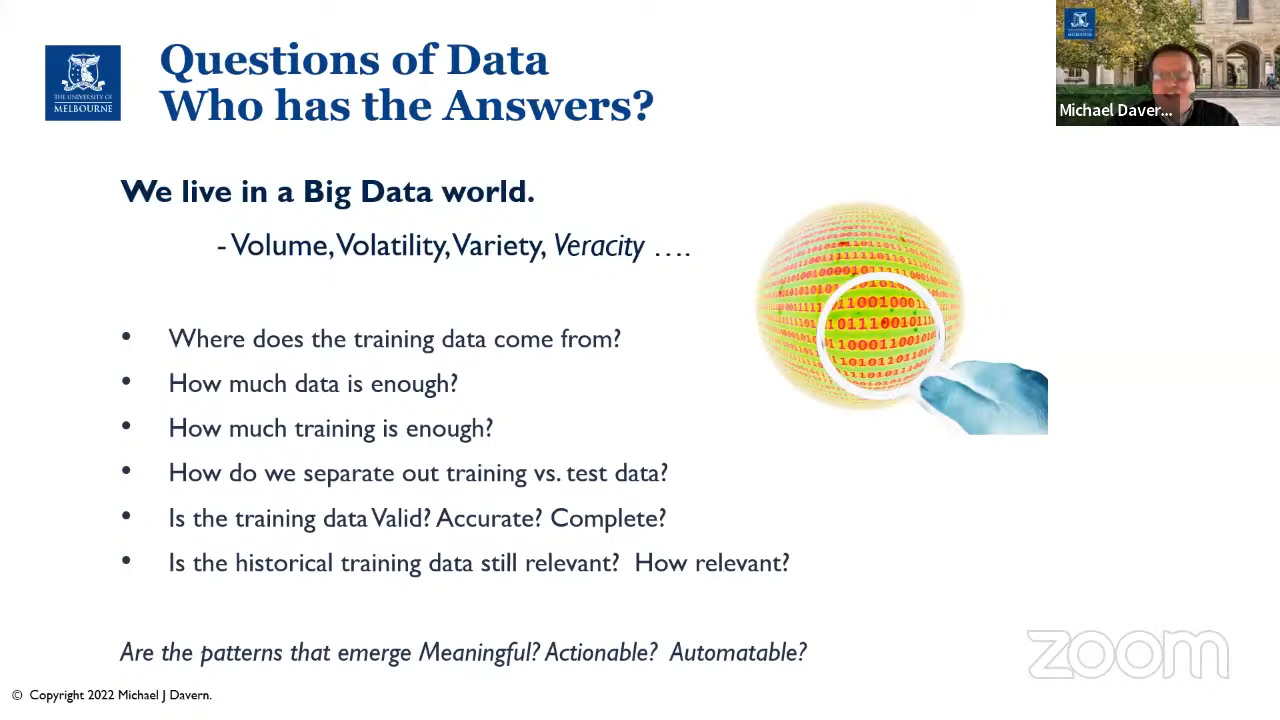 THE UNIVERSITY OF
MELBOURNE
Questions of Data
Who has the Answers?
MELBOURNE
Michael Daver...
We live in a Big Data world.
- Volume, Volatility, Variety, Veracity ....
• Where does the training data come from?
• How much data is enough?
• How much training is enough?
• How do we separate out training vs. test data?
• Is the training data Valid? Accurate? Complete?
• Is the historical training data still relevant? How relevant?
Are the patterns that emerge Meaningful? Actionable? Automatable?
© Copyright 2022 Michael J Davern.
zoom